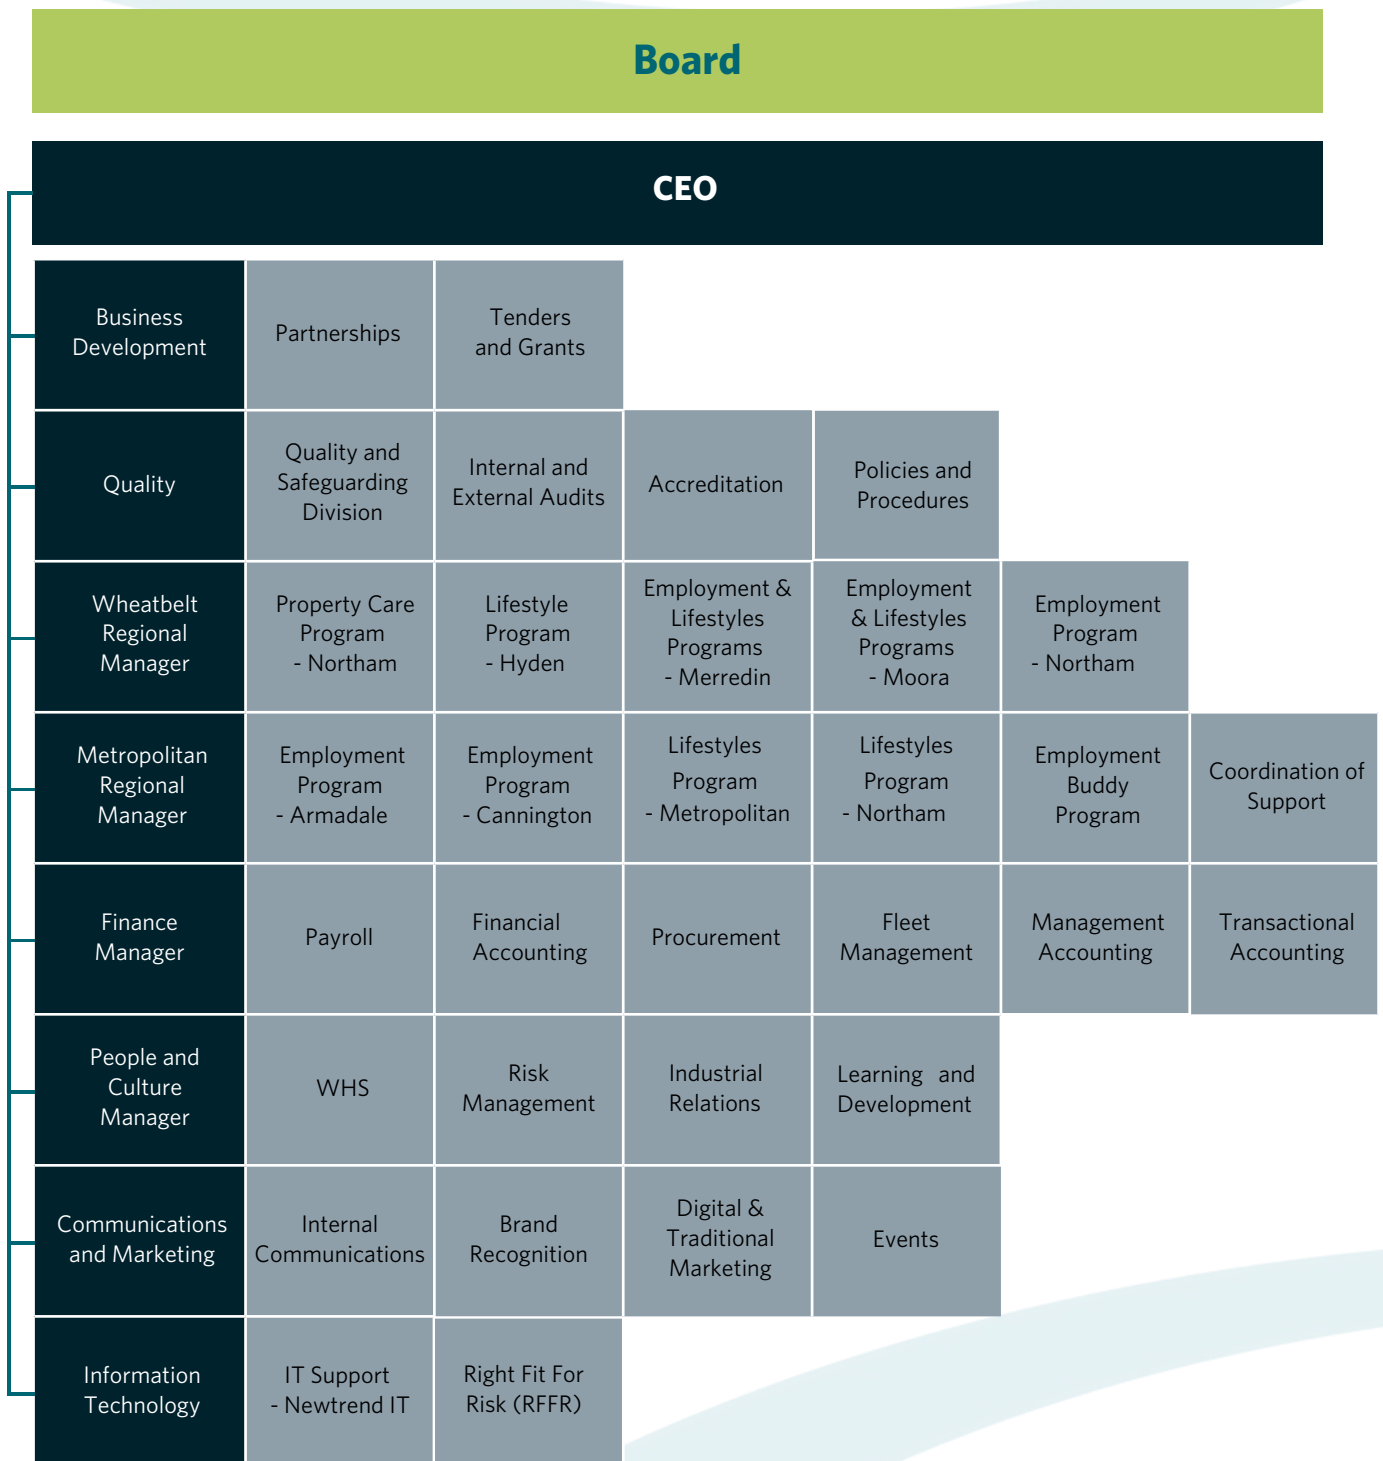 Board
CEO
Business
Development
Partnerships
Tenders
and Grants
Quality
Quality and
Safeguarding
Division
Internal and
External Audits
Accreditation
Policies and
Procedures
Wheatbelt
Regional
Manager
Property Care
Program
- Northam
Lifestyle
Program
- Hyden
Employment &
Lifestyles
Programs
- Merredin
Employment
& Lifestyles
Programs
- Moora
Employment
Program
- Northam
Metropolitan
Regional
Manager
Employment
Program
- Armadale
Employment
Program
- Cannington
Lifestyles
Program
- Metropolitan
Lifestyles
Program
- Northam
Employment
Buddy
Program
Coordination of
Support
Finance
Manager
Payroll
Financial
Accounting
Procurement
Fleet
Management
Management
Accounting
Transactional
Accounting
People and
Culture
Manager
WHS
Risk
Management
Industrial
Relations
Learning and
Development
Communications
and Marketing
Internal
Communications
Brand
Recognition
Digital &
Traditional
Marketing
Events
Information
Technology
IT Support
- Newtrend IT
Right Fit For
Risk (RFFR)